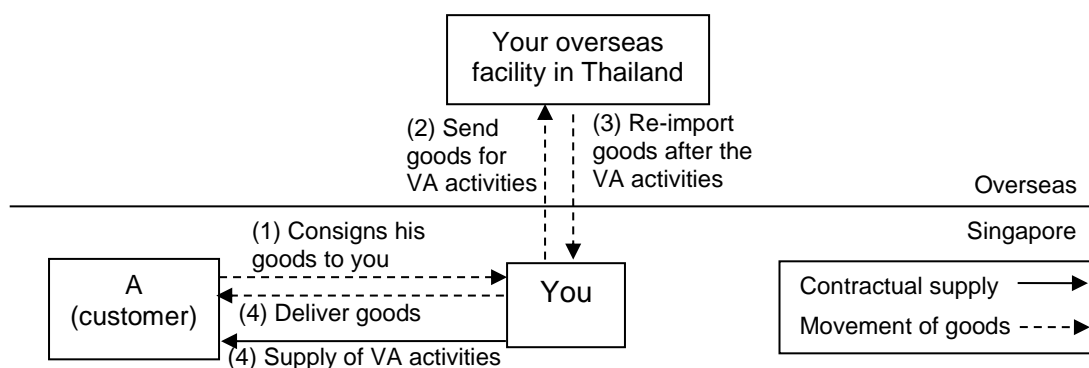 Your overseas
facility in Thailand
(2) Send
goods for
VA activities
(3) Re-import
goods after the
VA activities
Overseas
Singapore
(1) Consigns his
goods to you
A
(customer)
You
(4) Deliver goods
(4) Supply of VA activities
Contractual supply
Movement of goods